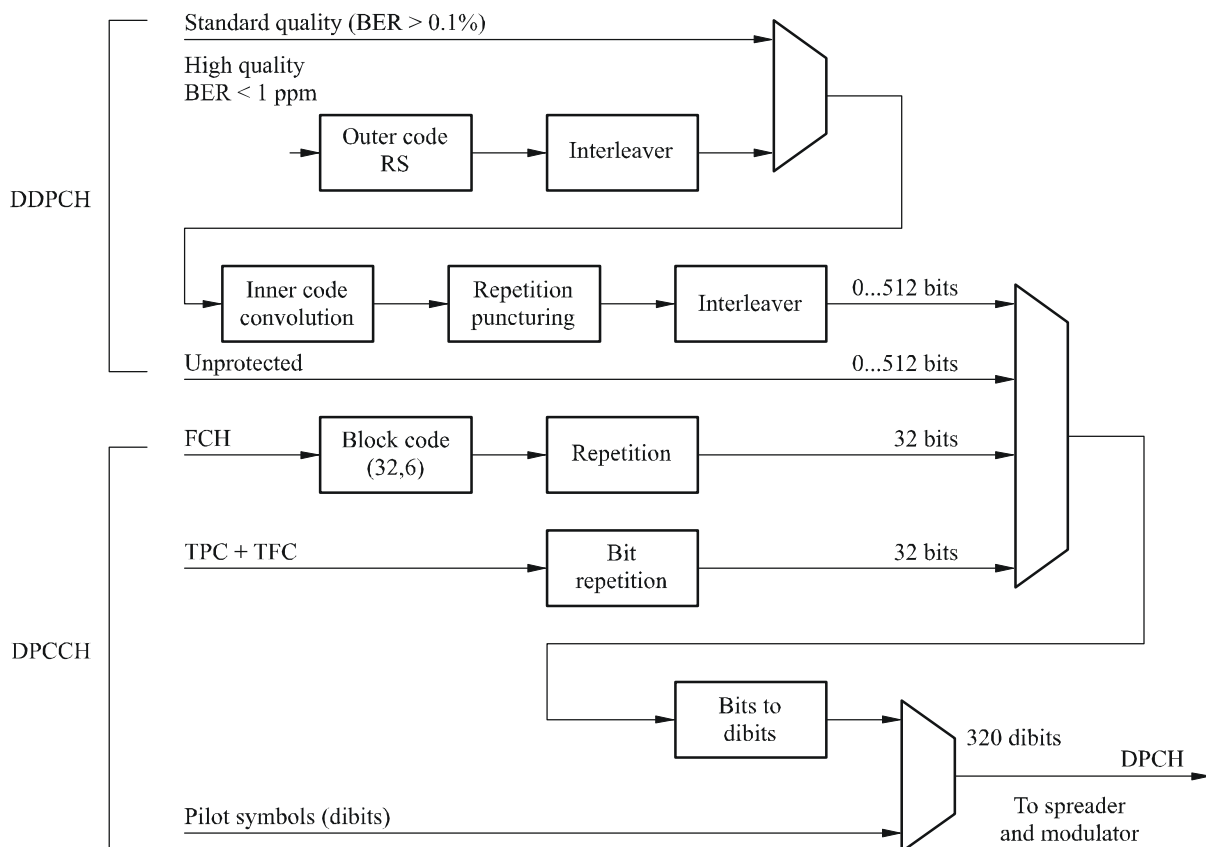 Standard quality (BER > 0.1%)
High quality
BER < 1 ppm
Outer code
RS
Interleaver
DDPCH
Inner code
convolution
Repetition
puncturing
Interleaver
0...512 bits
Unprotected
0...512 bits
FCH
Block code
(32,6)
Repetition
32 bits
TPC + TFC
Bit
repetition
32 bits
DPCCH
Bits to
dibits
320 dibits
DPCH
Pilot symbols (dibits)
To spreader
and modulator